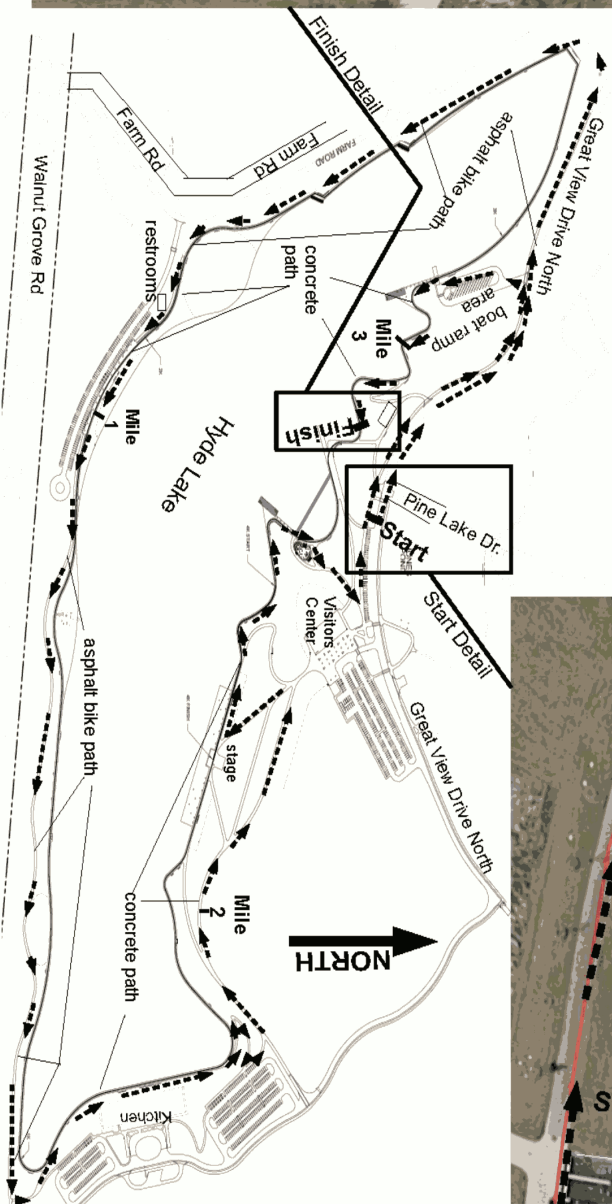 Finish Detail
Great View Drive North
asphalt bike path
Farm Rd
Farm Rd
FARM ROAD
Walnut Grove Rd
restrooms
concrete
path
boat ramp
area
Mile
3
Mile
1
Finish
Hyde Lake
Pine Lake Dr.
Start
Start Detail
Visitors
Center
Great View Drive North
asphalt bike path
stage
Mile
2
concrete path
NORTH
Kitchen
S